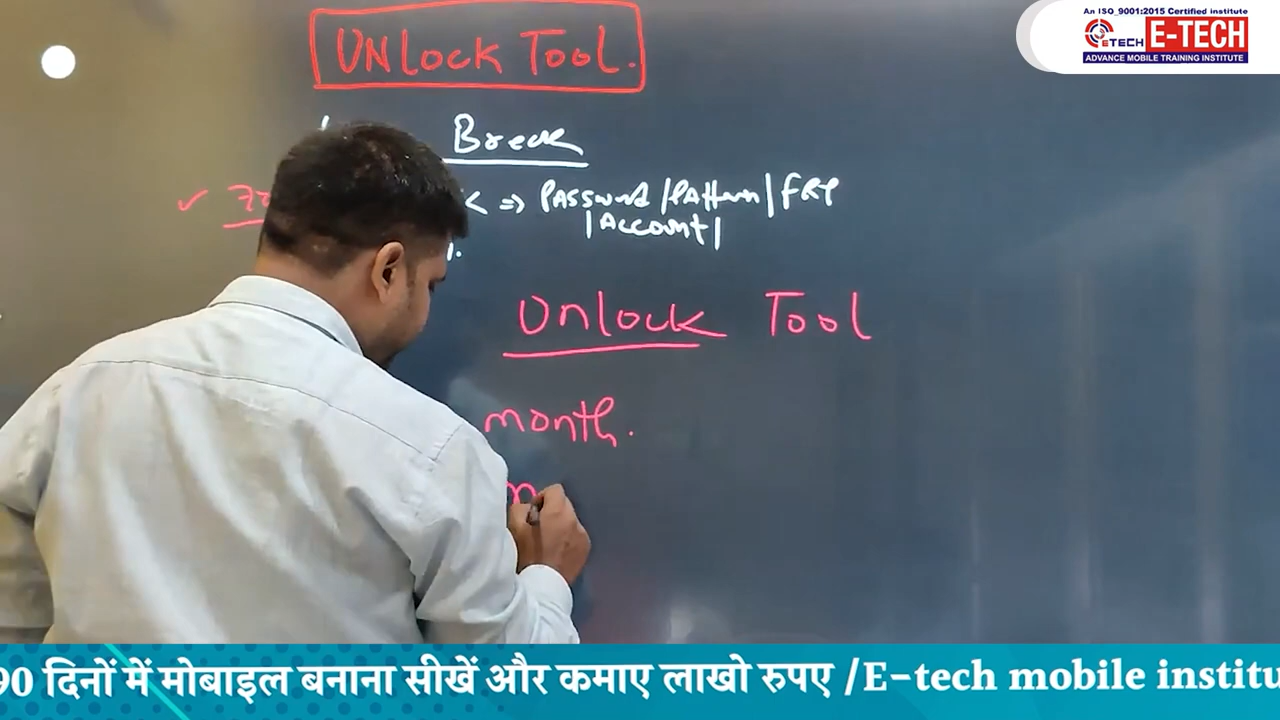 An ISO 9001:2015 Certified institute
ETECH E-TECH
ADVANCE MOBILE TRAINING INSTITUTE
UNlock Tool.
Break
=> Password / Pattern | FRP
| Account |
Unlock Tool
month.
90 दिनों में मोबाइल बनाना सीखें और कमाए लाखो रुपए /E-tech mobile institu